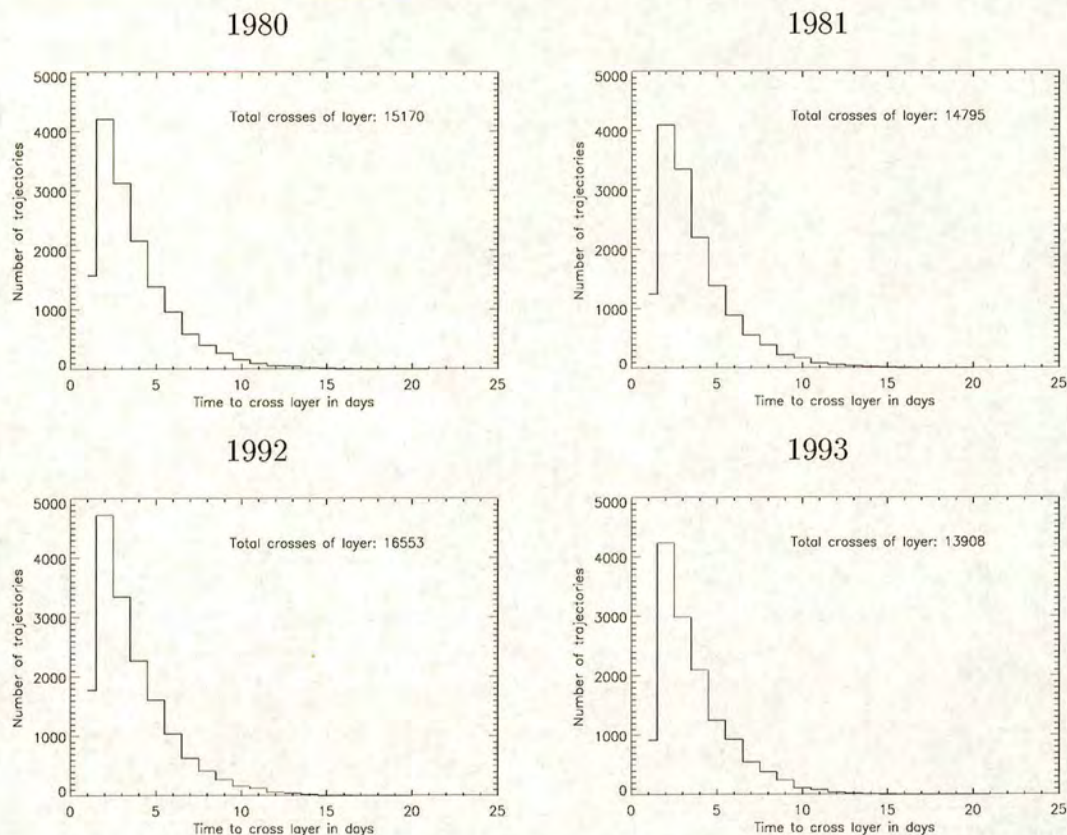 1980
5000
4000
3000
2000
1000
0
Number of trajectories
Total crosses of layer: 15170
0 5 10 15 20 25
Time to cross layer in days
1981
5000
4000
3000
2000
1000
0
Number of trajectories
Total crosses of layer: 14795
0 5 10 15 20 25
Time to cross layer in days
1992
5000
4000
3000
2000
1000
0
Number of trajectories
Total crosses of layer: 16553
0 5 10 15 20 25
Time to cross layer in days
1993
5000
4000
3000
2000
1000
0
Number of trajectories
Total crosses of layer: 13908
0 5 10 15 20 25
Time to cross layer in days